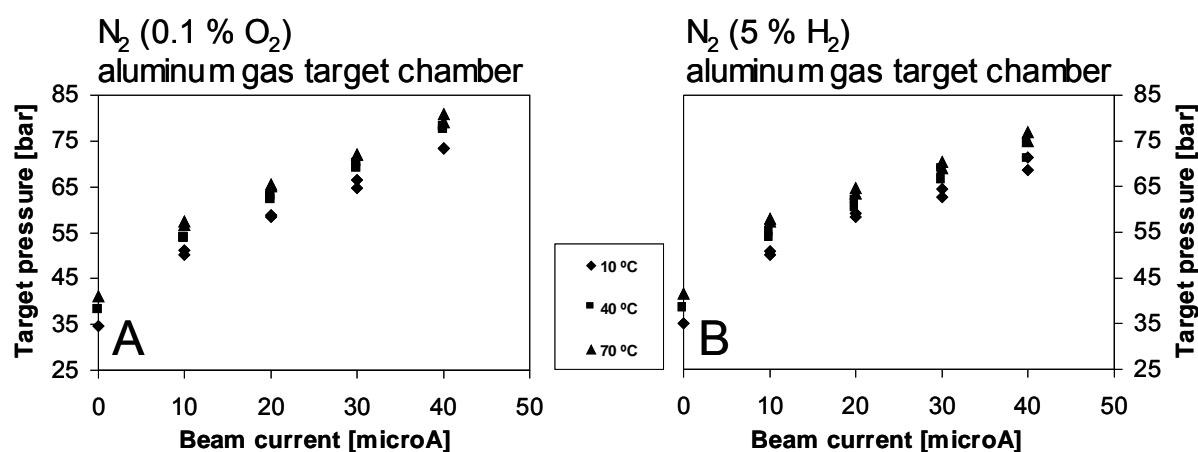 N₂ (0.1 % O₂)
aluminum gas target chamber
85
75
65
55
45
35
25
Target pressure [bar]
A
0 10 20 30 40 50
Beam current [microA]
10 ºC
40 ºC
70 ºC
N₂ (5 % H₂)
aluminum gas target chamber
85
75
65
55
45
35
25
Target pressure [bar]
B
0 10 20 30 40 50
Beam current [microA]